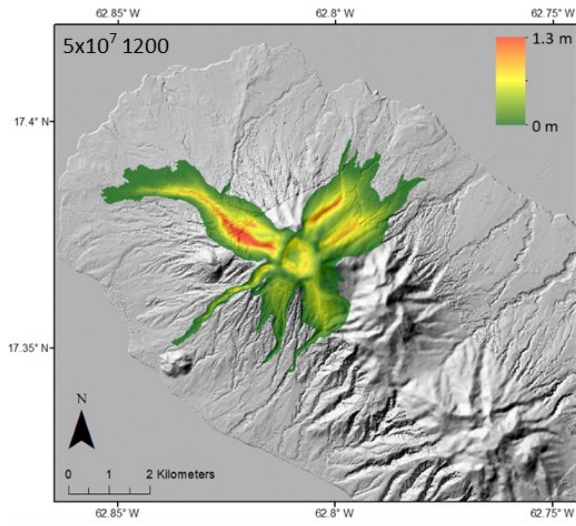 62.85° W 62.8° W 62.75° W
5x10⁷ 1200
1.3 m
0 m
17.4° N
17.35° N
N
0 1 2 Kilometers
62.85° W 62.8° W 62.75° W